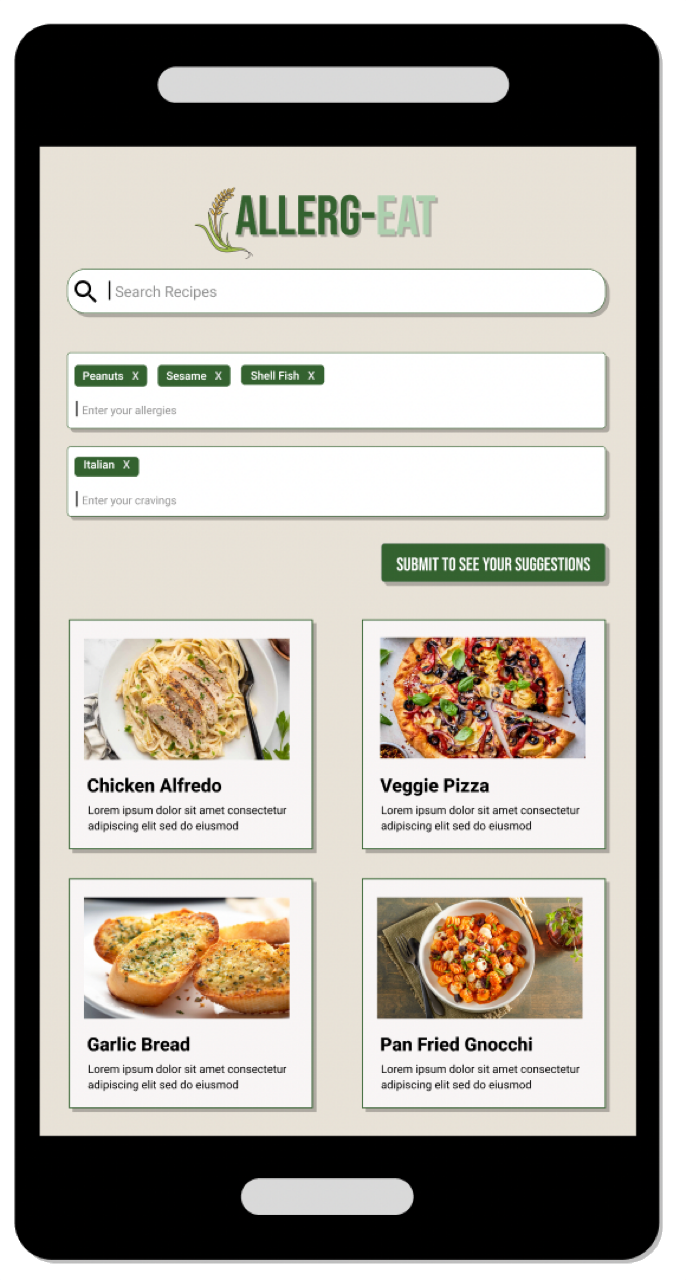 ALLERG-EAT
Search Recipes
Peanuts X Sesame X Shell Fish X
Enter your allergies
Italian X
Enter your cravings
SUBMIT TO SEE YOUR SUGGESTIONS
Chicken Alfredo
Lorem ipsum dolor sit amet consectetur
adipiscing elit sed do eiusmod
Veggie Pizza
Lorem ipsum dolor sit amet consectetur
adipiscing elit sed do eiusmod
Garlic Bread
Lorem ipsum dolor sit amet consectetur
adipiscing elit sed do eiusmod
Pan Fried Gnocchi
Lorem ipsum dolor sit amet consectetur
adipiscing elit sed do eiusmod